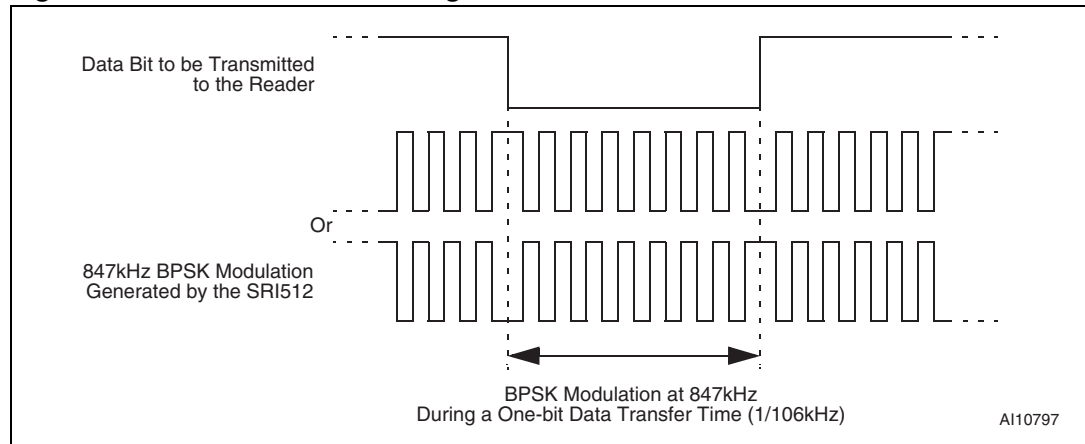 Data Bit to be Transmitted
to the Reader
Or
847kHz BPSK Modulation
Generated by the SRI512
BPSK Modulation at 847kHz
During a One-bit Data Transfer Time (1/106kHz)
AI10797